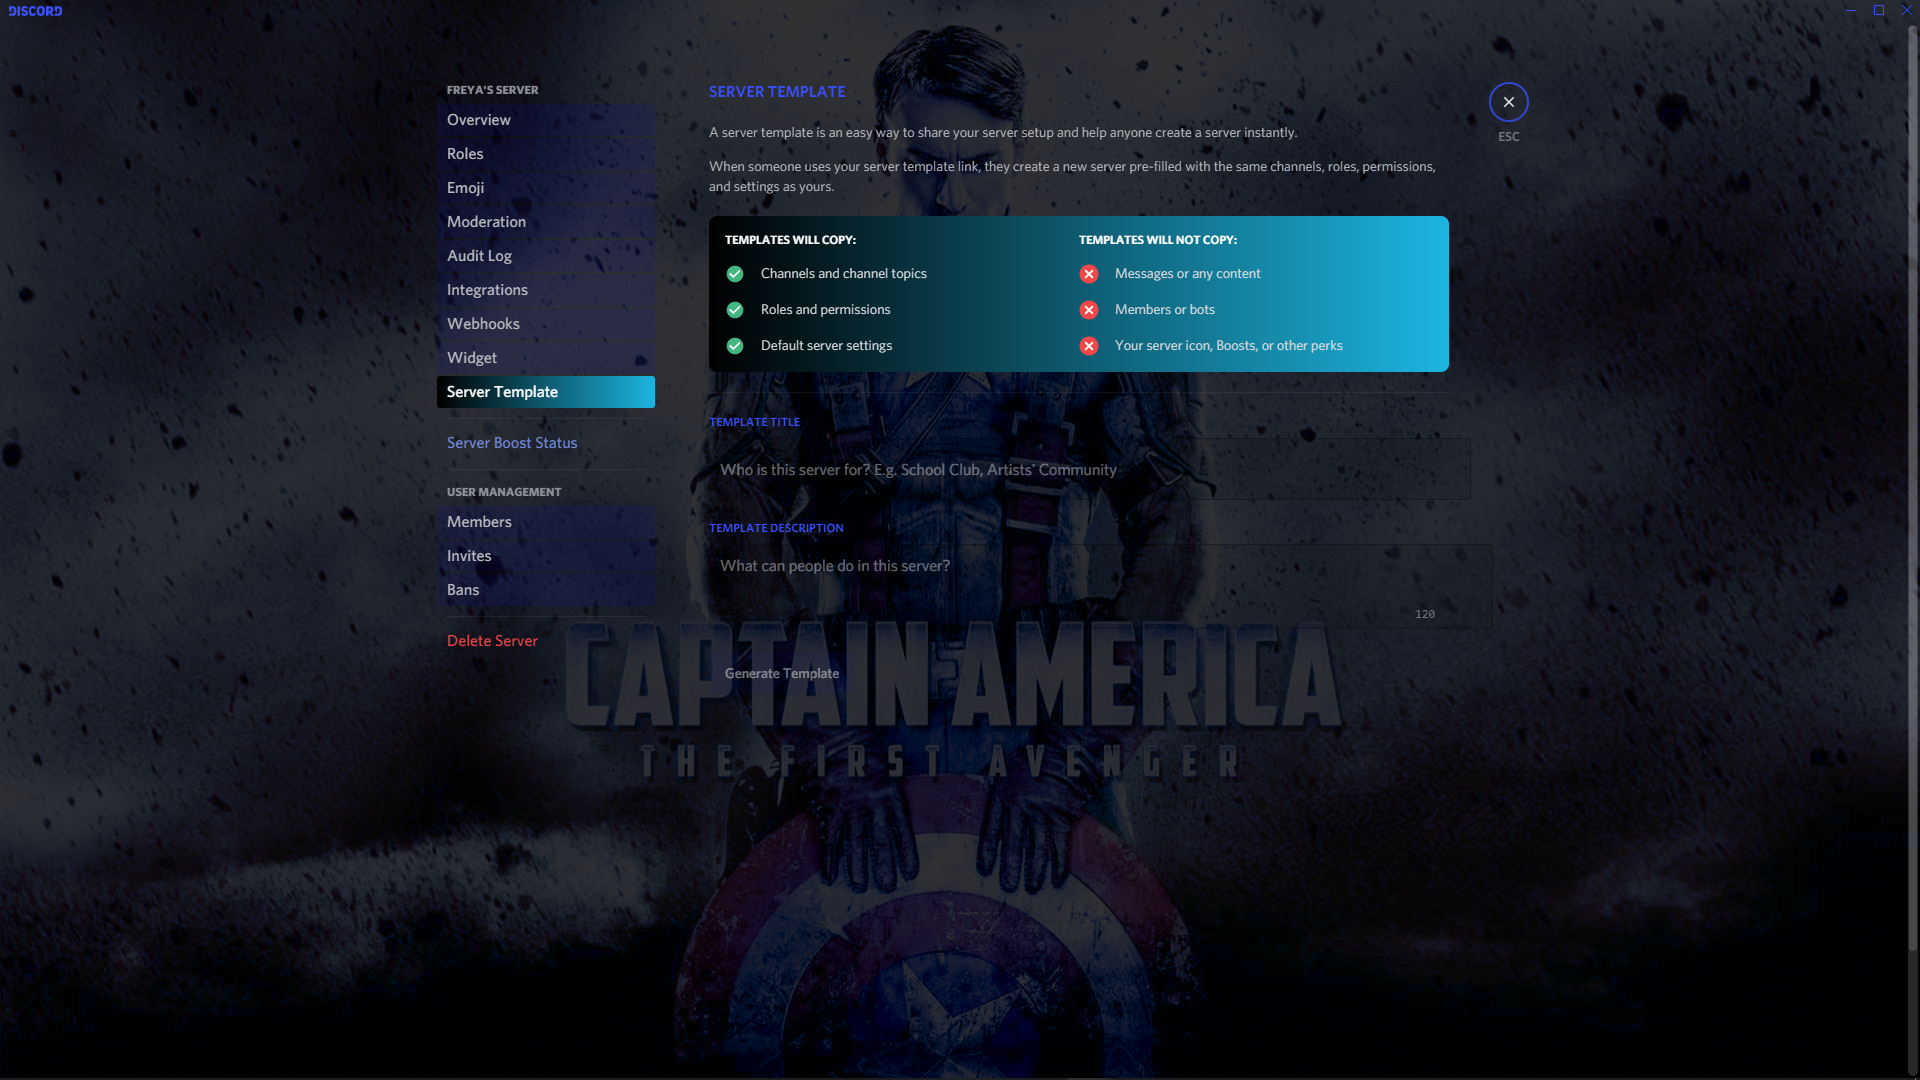 DISCORD
FREYA'S SERVER
Overview
Roles
Emoji
Moderation
Audit Log
Integrations
Webhooks
Widget
Server Template
Server Boost Status
USER MANAGEMENT
Members
Invites
Bans
Delete Server
SERVER TEMPLATE
A server template is an easy way to share your server setup and help anyone create a server instantly.
When someone uses your server template link, they create a new server pre-filled with the same channels, roles, permissions,
and settings as yours.
TEMPLATES WILL COPY:
Channels and channel topics
Roles and permissions
Default server settings
TEMPLATES WILL NOT COPY:
Messages or any content
Members or bots
Your server icon, Boosts, or other perks
TEMPLATE TITLE
Who is this server for? E.g. School Club, Artists' Community
TEMPLATE DESCRIPTION
What can people do in this server?
120
Generate Template
ESC
CAPTAIN AMERICA
THE FIRST AVENGER